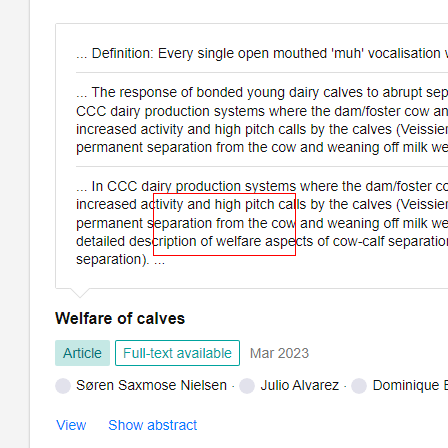 ... Definition: Every single open mouthed 'muh' vocalisation
... The response of bonded young dairy calves to abrupt sep
CCC dairy production systems where the dam/foster cow an
increased activity and high pitch calls by the calves (Veissier
permanent separation from the cow and weaning off milk we
... In CCC dairy production systems where the dam/foster co
increased activity and high pitch calls by the calves (Veissier
permanent separation from the cow and weaning off milk we
detailed description of welfare aspects of cow-calf separation
separation). ...
Welfare of calves
Article Full-text available Mar 2023
Søren Saxmose Nielsen · Julio Alvarez · Dominique
View Show abstract